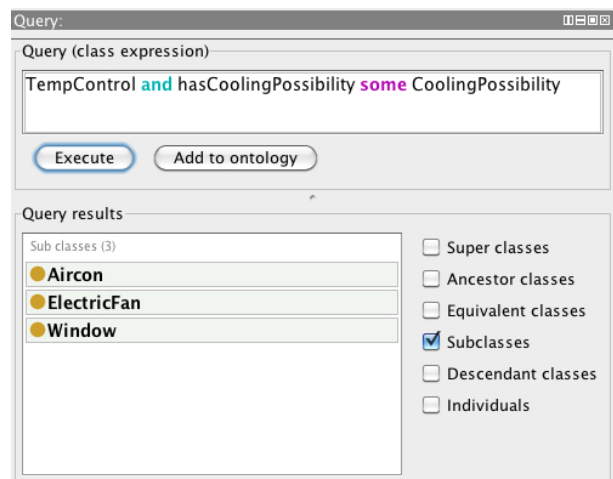 Query:
Query (class expression)
TempControl and hasCoolingPossibility some CoolingPossibility
Execute
Add to ontology
Query results
Sub classes (3)
Aircon
ElectricFan
Window
Super classes
Ancestor classes
Equivalent classes
Subclasses
Descendant classes
Individuals